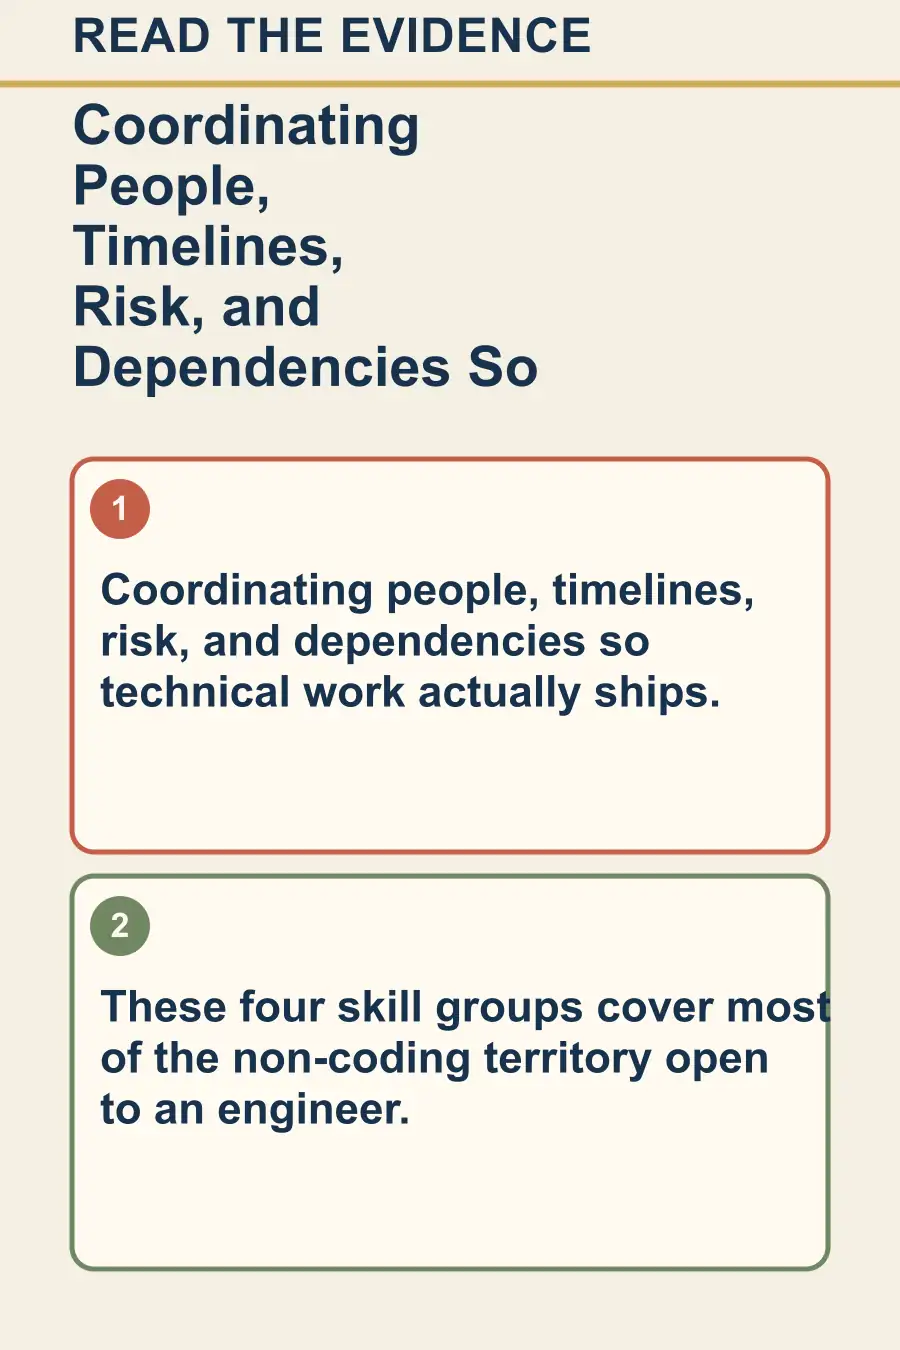 READ THE EVIDENCE
Coordinating
People,
Timelines,
Risk, and
Dependencies So
1
Coordinating people, timelines,
risk, and dependencies so
technical work actually ships.
2
These four skill groups cover most
of the non-coding territory open
to an engineer.